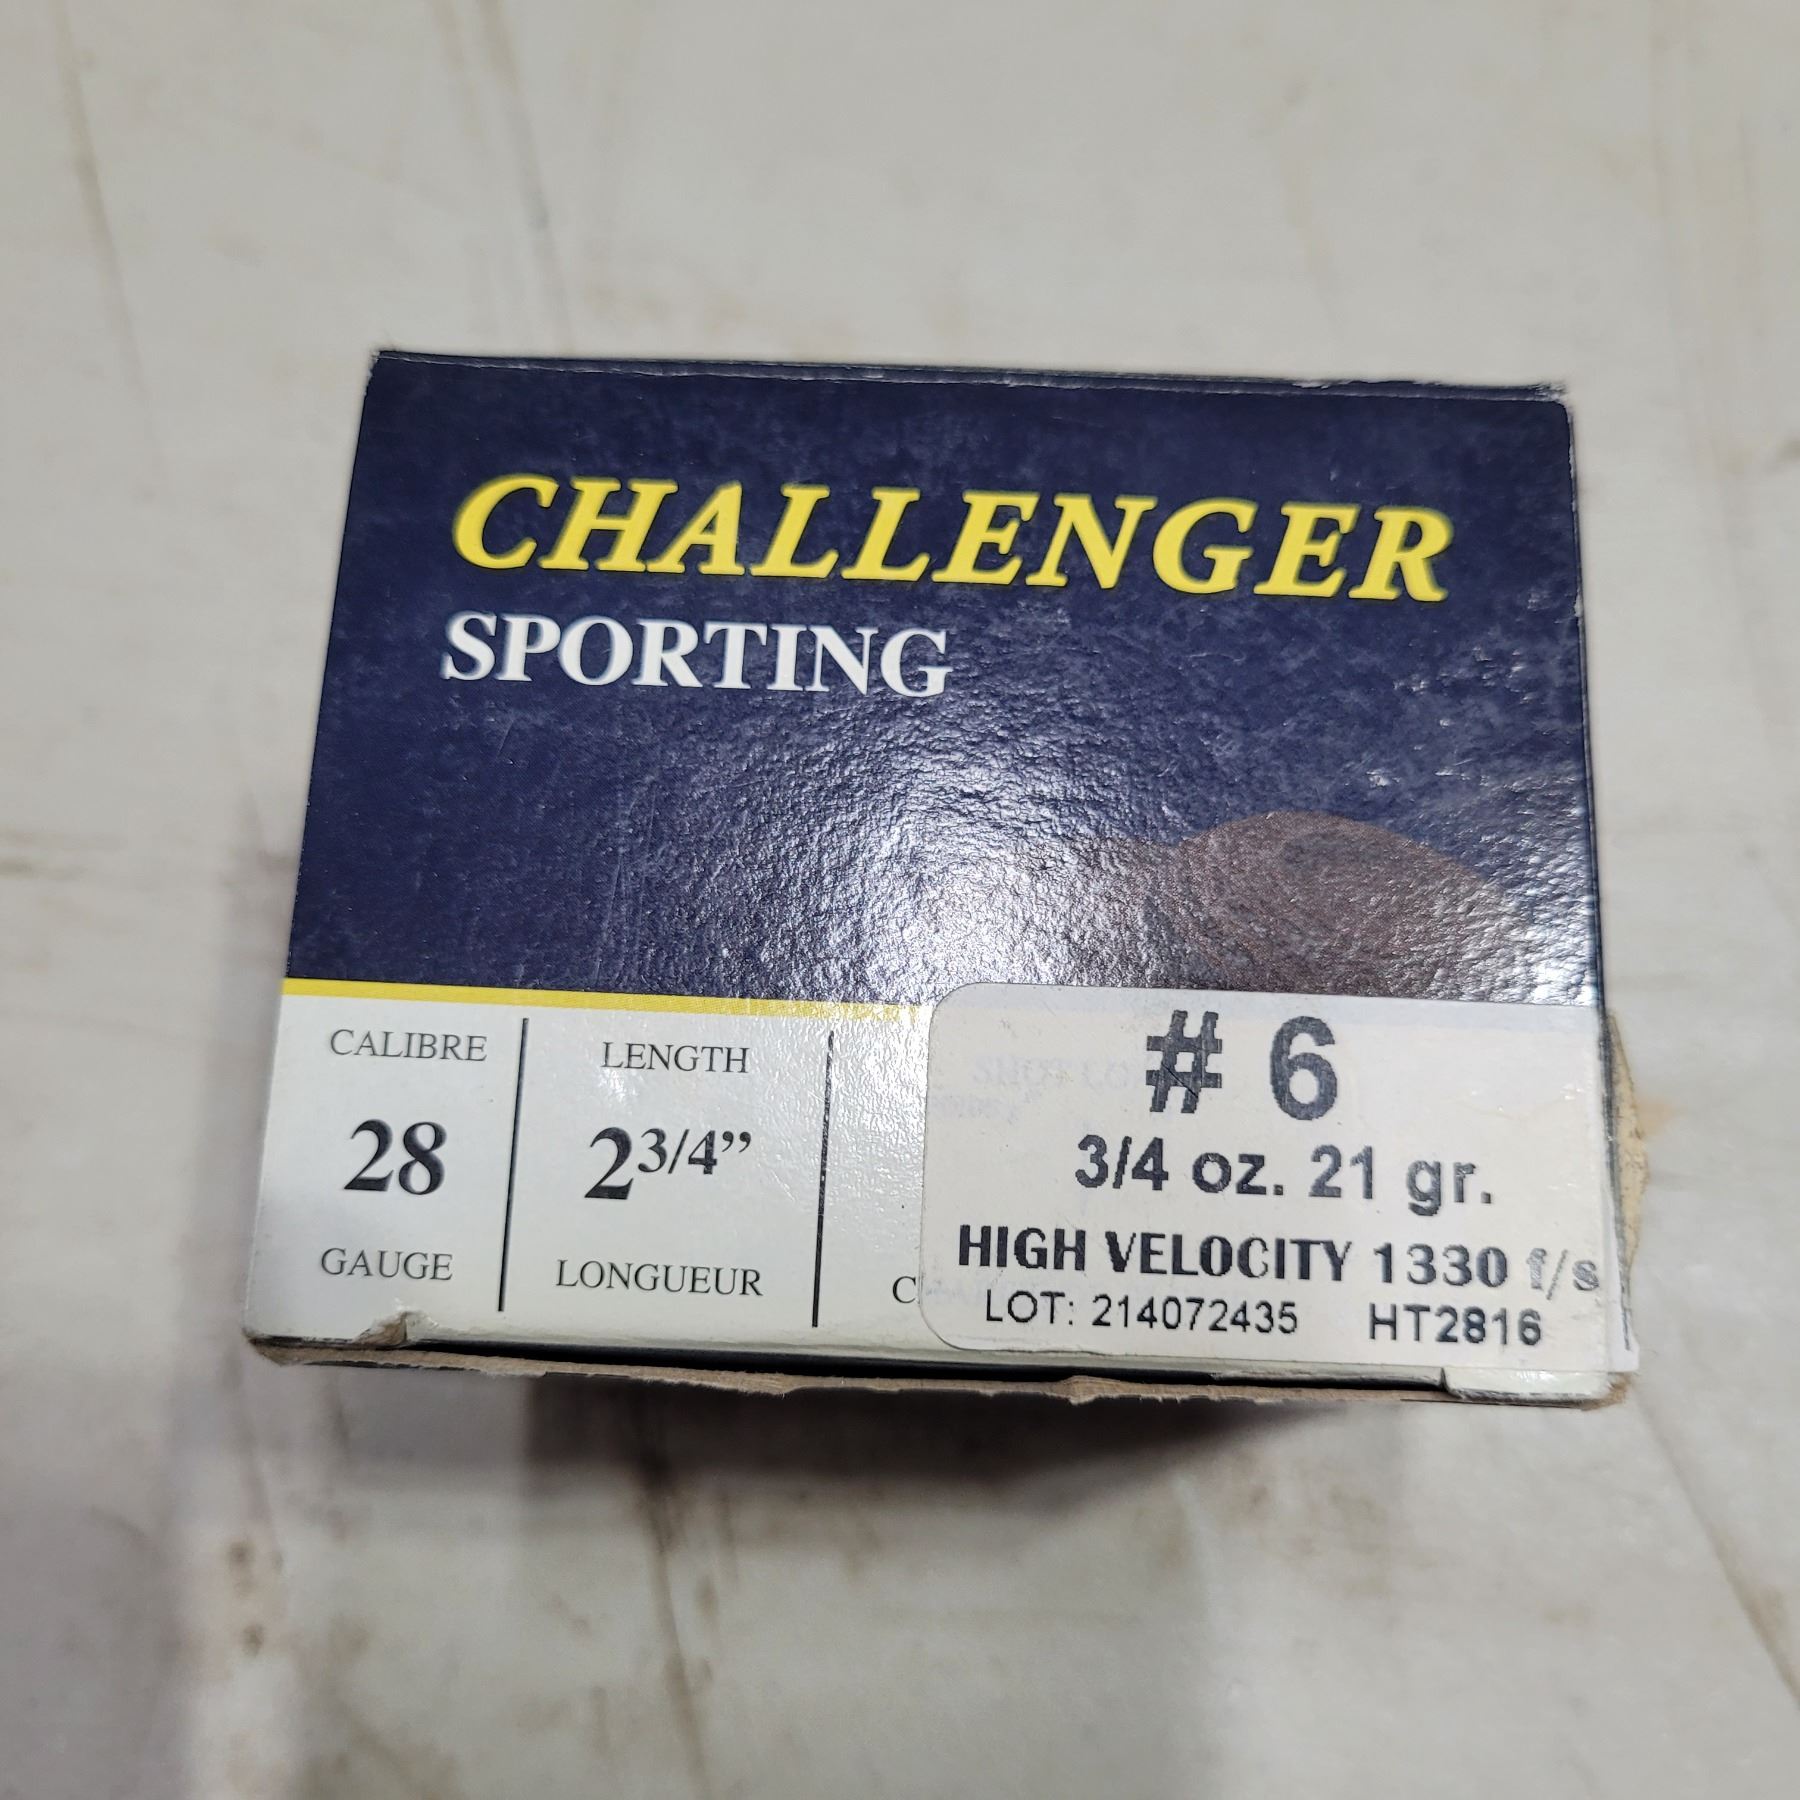 CHALLENGER
SPORTING
CALIBRE
28
GAUGE
LENGTH
2 3/4”
LONGUEUR
# 6
3/4 oz. 21 gr.
HIGH VELOCITY 1330 f/s
LOT: 214072435 HT2816